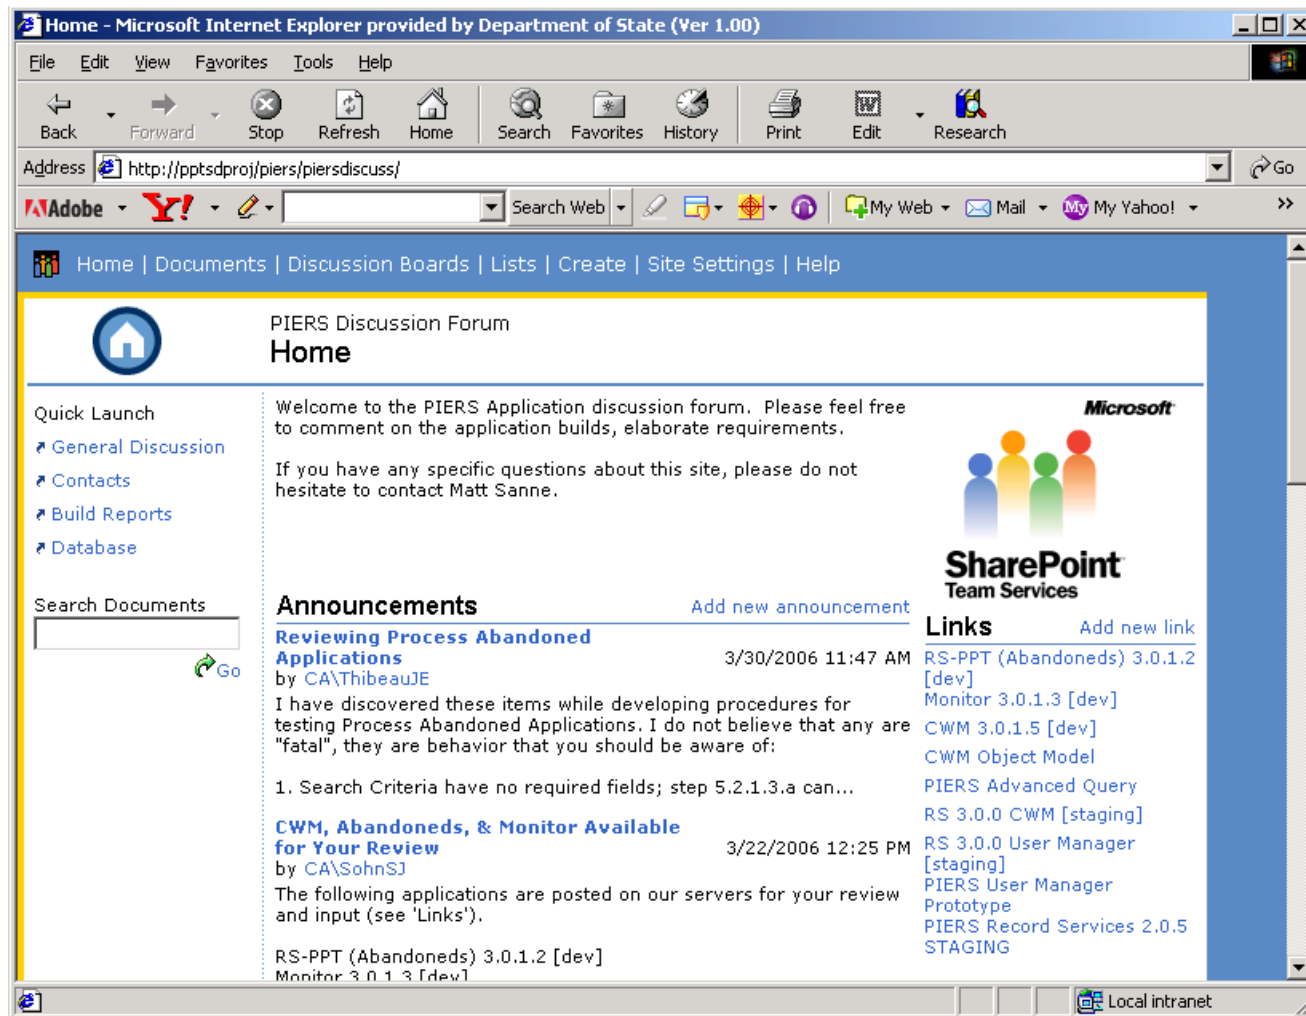 Home - Microsoft Internet Explorer provided by Department of State (Ver 1.00)
File Edit View Favorites Tools Help
Back Forward Stop Refresh Home Search Favorites History Print Edit Research
Address http://pptsdproj/piers/piersdiscuss/ Go
Adobe Y! Search Web My Web Mail My My Yahoo! »
Home | Documents | Discussion Boards | Lists | Create | Site Settings | Help
PIERS Discussion Forum
Home
Quick Launch
General Discussion
Contacts
Build Reports
Database
Search Documents
Go
Welcome to the PIERS Application discussion forum. Please feel free
to comment on the application builds, elaborate requirements.
If you have any specific questions about this site, please do not
hesitate to contact Matt Sanne.
Announcements Add new announcement
Reviewing Process Abandoned
Applications 3/30/2006 11:47 AM
by CA\ThibeauJE
I have discovered these items while developing procedures for
testing Process Abandoned Applications. I do not believe that any are
"fatal", they are behavior that you should be aware of:
1. Search Criteria have no required fields; step 5.2.1.3.a can...
CWM, Abandoneds, & Monitor Available
for Your Review 3/22/2006 12:25 PM
by CA\SohnSJ
The following applications are posted on our servers for your review
and input (see 'Links').
RS-PPT (Abandoneds) 3.0.1.2 [dev]
Monitor 3.0.1.3 [dev]
Microsoft
SharePoint
Team Services
Links Add new link
RS-PPT (Abandoneds) 3.0.1.2
[dev]
Monitor 3.0.1.3 [dev]
CWM 3.0.1.5 [dev]
CWM Object Model
PIERS Advanced Query
RS 3.0.0 CWM [staging]
RS 3.0.0 User Manager
[staging]
PIERS User Manager
Prototype
PIERS Record Services 2.0.5
STAGING
Local intranet